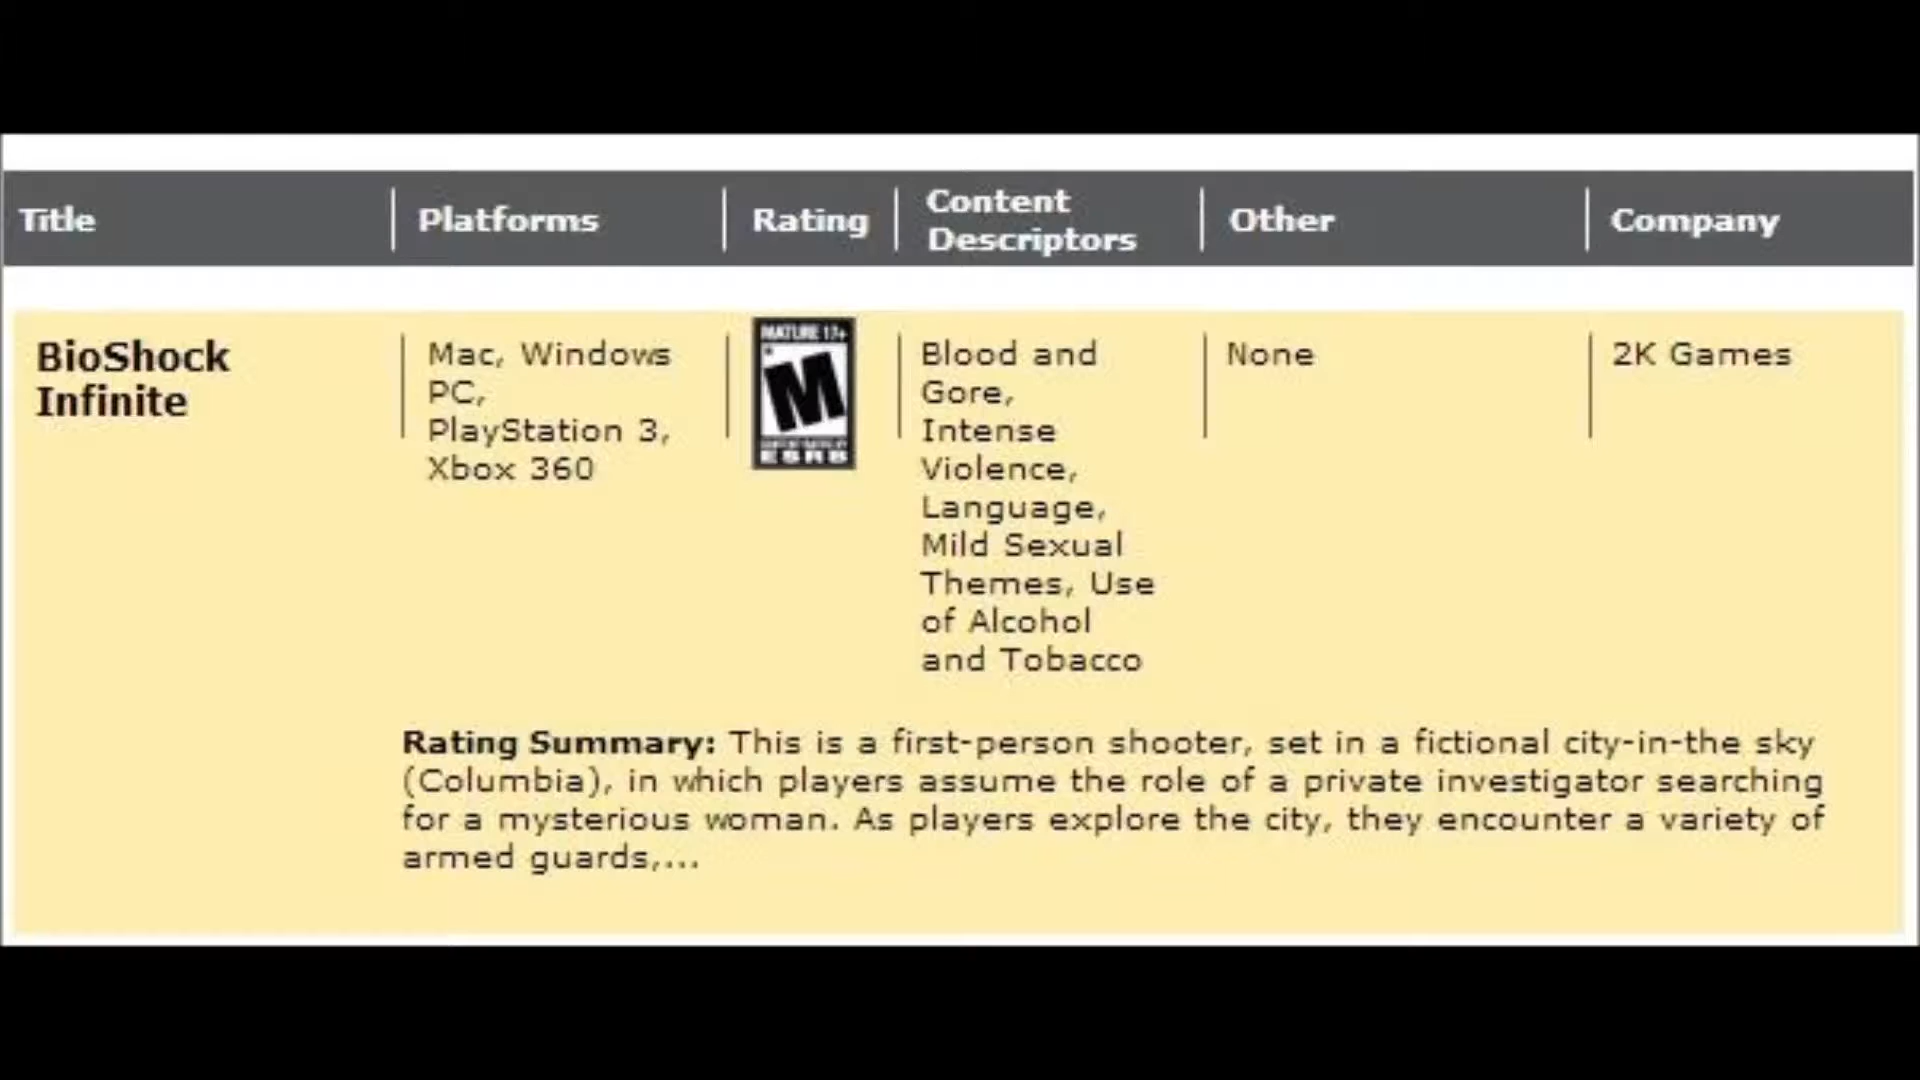 Title
Platforms
Rating
Content
Descriptors
Other
Company
BioShock
Infinite
Mac, Windows
PC,
PlayStation 3,
Xbox 360
MATURE 17+
M
ESRB
Blood and
Gore,
Intense
Violence,
Language,
Mild Sexual
Themes, Use
of Alcohol
and Tobacco
None
2K Games
Rating Summary: This is a first-person shooter, set in a fictional city-in-the sky
(Columbia), in which players assume the role of a private investigator searching
for a mysterious woman. As players explore the city, they encounter a variety of
armed guards,...